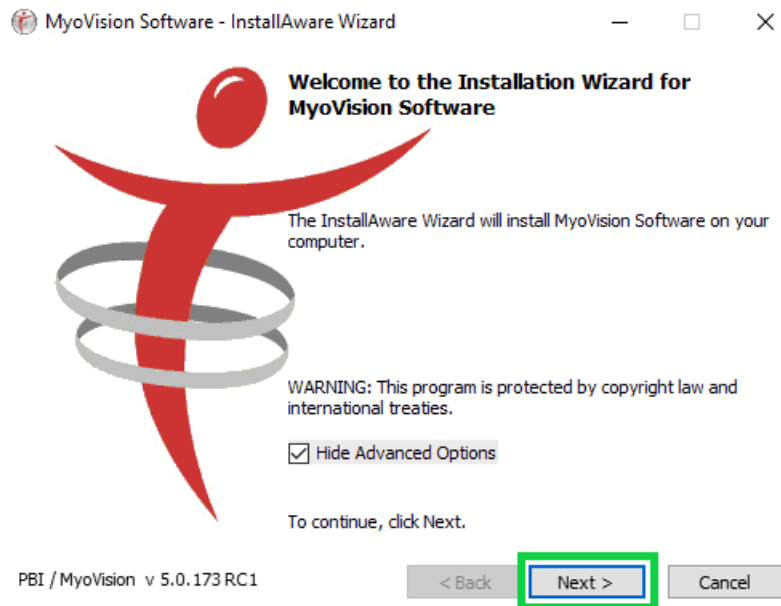 MyoVision Software - InstallAware Wizard
Welcome to the Installation Wizard for
MyoVision Software
The InstallAware Wizard will install MyoVision Software on your
computer.
WARNING: This program is protected by copyright law and
international treaties.
Hide Advanced Options
To continue, click Next.
PBI / MyoVision v 5.0.173 RC1
< Back
Next >
Cancel